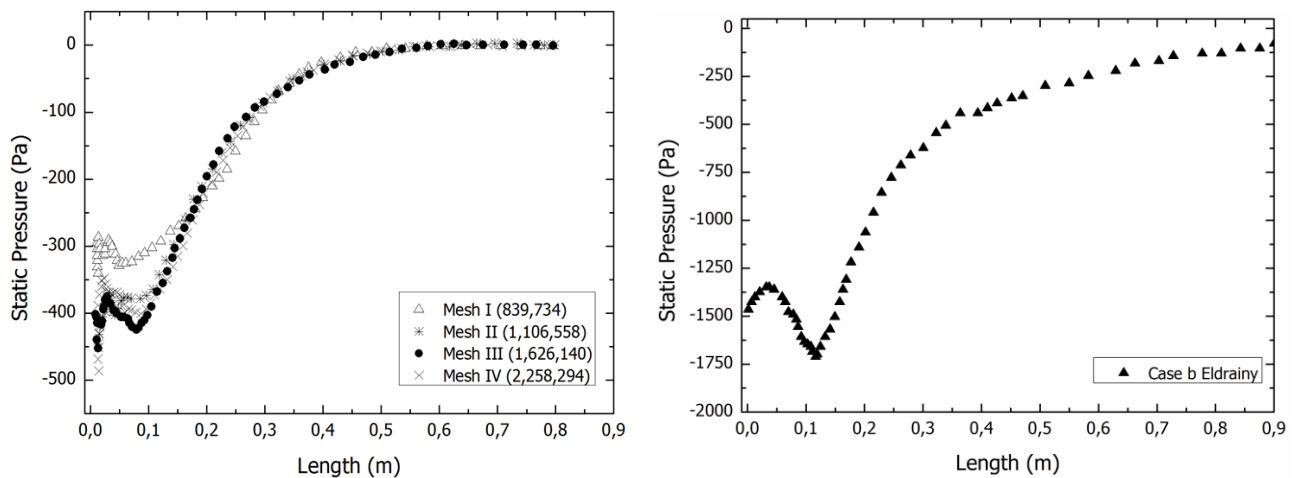 0
-100
-200
-300
-400
-500
Static Pressure (Pa)
Mesh I (839,734)
Mesh II (1,106,558)
Mesh III (1,626,140)
Mesh IV (2,258,294)
0,0 0,1 0,2 0,3 0,4 0,5 0,6 0,7 0,8 0,9
Length (m)
0
-250
-500
-750
-1000
-1250
-1500
-1750
-2000
Static Pressure (Pa)
Case b Eldrainy
0,0 0,1 0,2 0,3 0,4 0,5 0,6 0,7 0,8 0,9
Length (m)